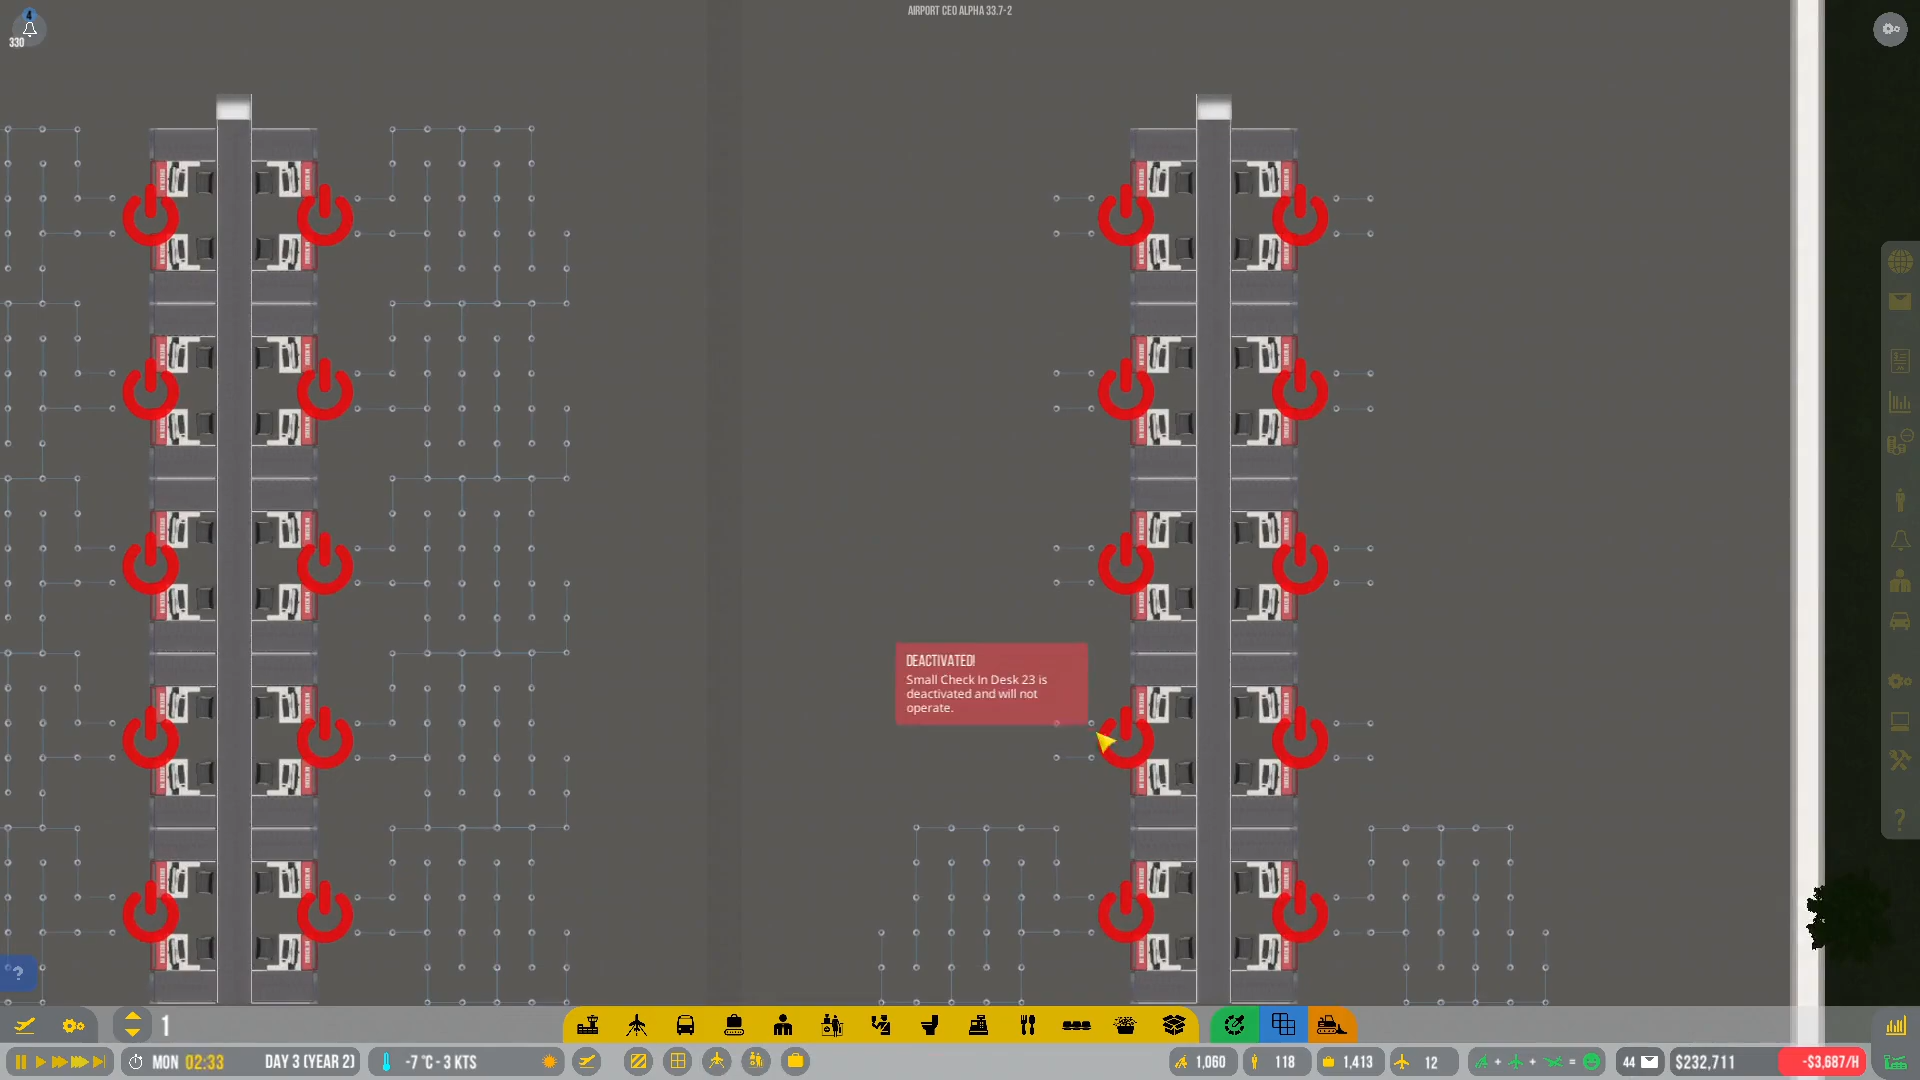 AIRPORT CEO ALPHA 33.7-2
4
330
DEACTIVATED!
Small Check In Desk 23 is
deactivated and will not
operate.
?
1
MON 02:33 DAY 3 (YEAR 2)
-7 °C - 3 KTS
1,060
118
1,413
12
+ + =
44
$232,711
-$3,687/H
?